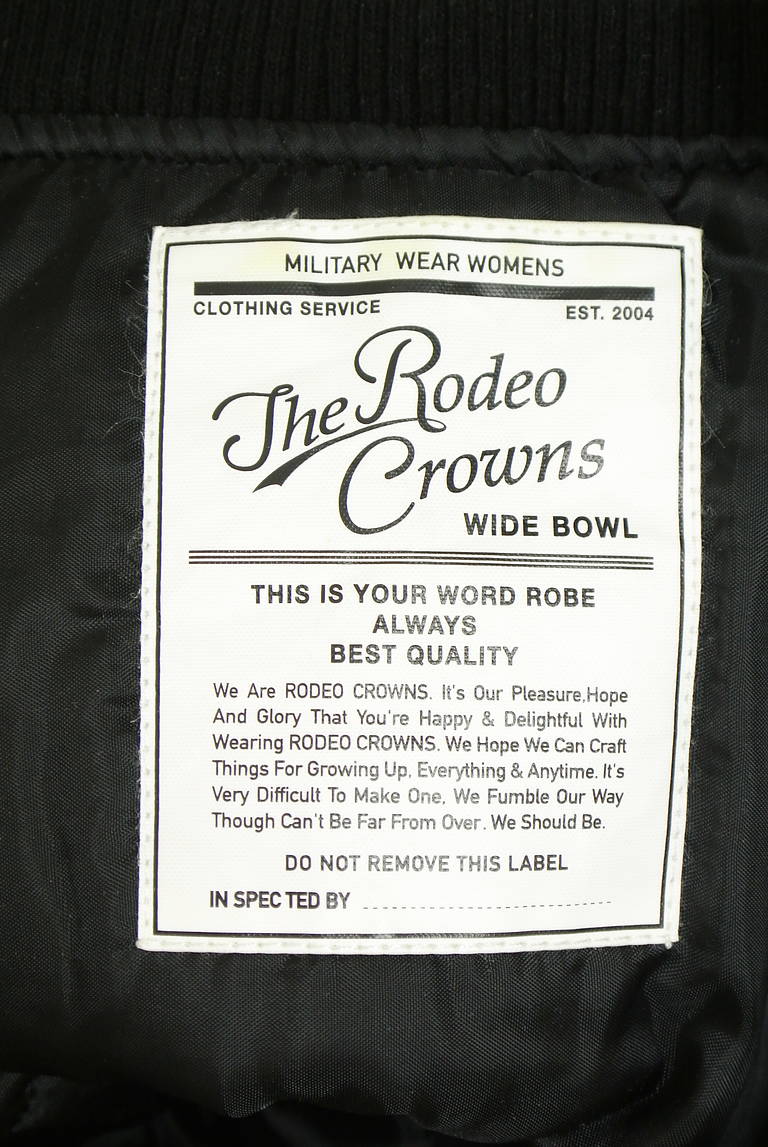 MILITARY WEAR WOMENS
CLOTHING SERVICE EST. 2004
The Rodeo
Crowns
WIDE BOWL
THIS IS YOUR WORD ROBE
ALWAYS
BEST QUALITY
We Are RODEO CROWNS. It's Our Pleasure,Hope
And Glory That You're Happy & Delightful With
Wearing RODEO CROWNS. We Hope We Can Craft
Things For Growing Up, Everything & Anytime. It's
Very Difficult To Make One, We Fumble Our Way
Though Can't Be Far From Over. We Should Be.
DO NOT REMOVE THIS LABEL
IN SPEC TED BY